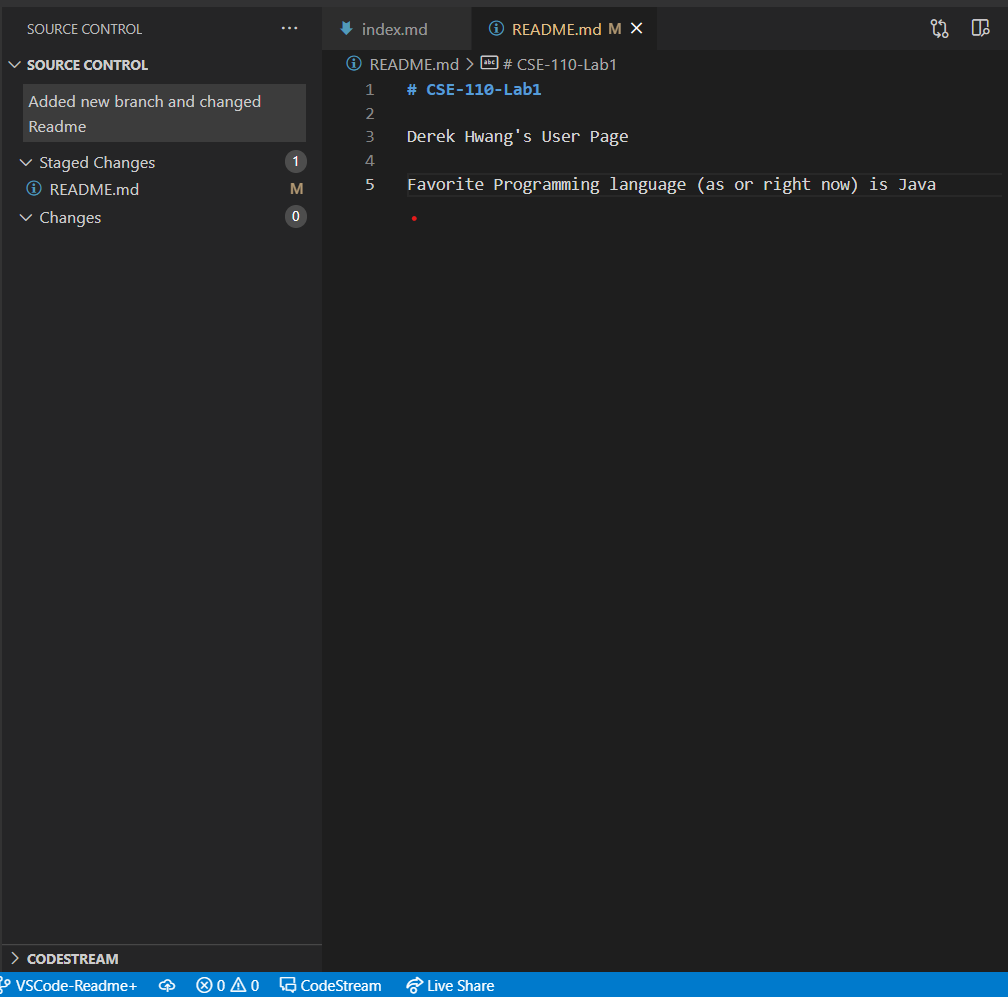 SOURCE CONTROL
index.md
README.md M
SOURCE CONTROL
README.md > # CSE-110-Lab1
Added new branch and changed
Readme
Staged Changes 1
README.md M
Changes 0
1 # CSE-110-Lab1
2
3 Derek Hwang's User Page
4
5 Favorite Programming language (as or right now) is Java
CODESTREAM
VSCode-Readme+ 0 0 CodeStream Live Share